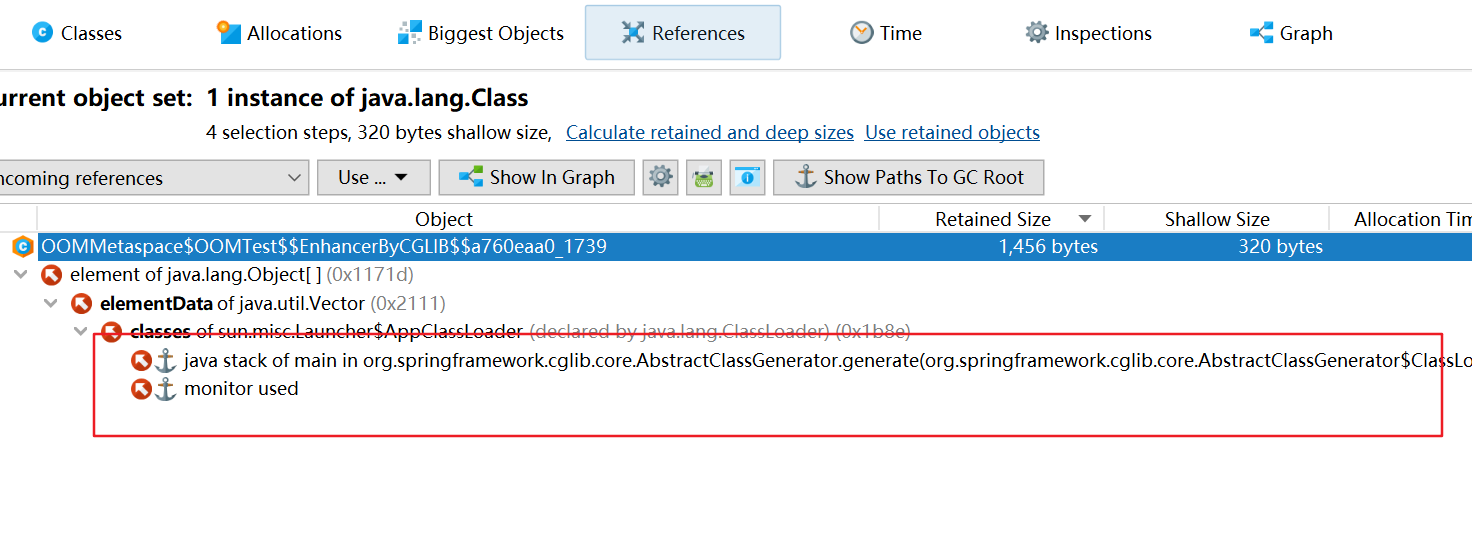 Classes Allocations Biggest Objects References Time Inspections Graph
urrent object set: 1 instance of java.lang.Class
4 selection steps, 320 bytes shallow size, Calculate retained and deep sizes Use retained objects
ncoming references Use ... Show In Graph Show Paths To GC Root
Object Retained Size Shallow Size Allocation Tim
OOMMetaspace$OOMTest$$EnhancerByCGLIB$$a760eaa0_1739 1,456 bytes 320 bytes
element of java.lang.Object[ ] (0x1171d)
elementData of java.util.Vector (0x2111)
classes of sun.misc.Launcher$AppClassLoader (declared by java.lang.ClassLoader) (0x1b8e)
java stack of main in org.springframework.cglib.core.AbstractClassGenerator.generate(org.springframework.cglib.core.AbstractClassGenerator$ClassLo
monitor used